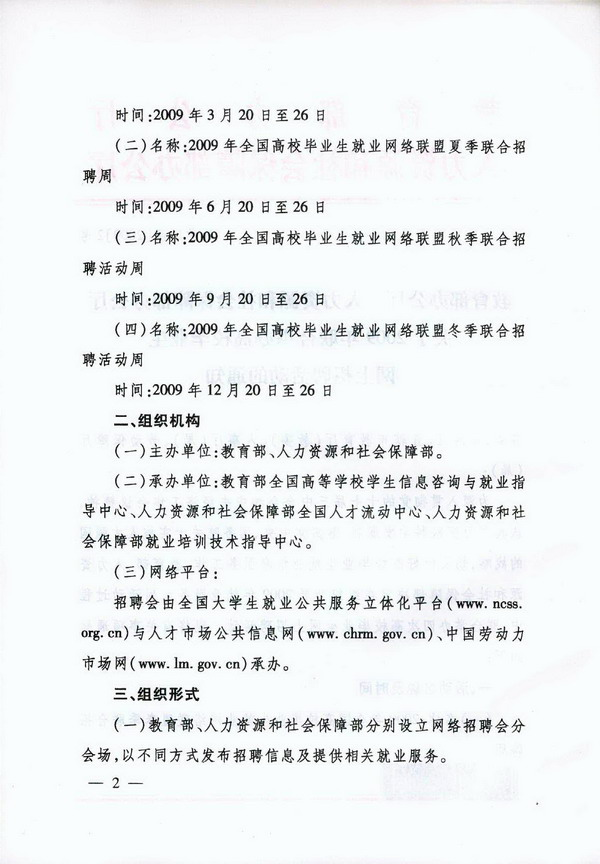 时间:2009 年 3 月 20 日至 26 日
(二)名称:2009 年全国高校毕业生就业网络联盟夏季联合招
聘周
时间:2009 年 6 月 20 日至 26 日
(三)名称:2009 年全国高校毕业生就业网络联盟秋季联合招
聘活动周
时间:2009 年 9 月 20 日至 26 日
(四)名称:2009 年全国高校毕业生就业网络联盟冬季联合招
聘活动周
时间:2009 年 12 月 20 日至 26 日
二、组织机构
(一)主办单位:教育部、人力资源和社会保障部。
(二)承办单位:教育部全国高等学校学生信息咨询与就业指
导中心、人力资源和社会保障部全国人才流动中心、人力资源和社
会保障部就业培训技术指导中心。
(三)网络平台:
招聘会由全国大学生就业公共服务立体化平台(www.ncss.
org.cn)与人才市场公共信息网(www.chrm.gov.cn)、中国劳动力
市场网(www.lm.gov.cn)承办。
三、组织形式
(一)教育部、人力资源和社会保障部分别设立网络招聘会分
会场,以不同方式发布招聘信息及提供相关就业服务。
— 2 —